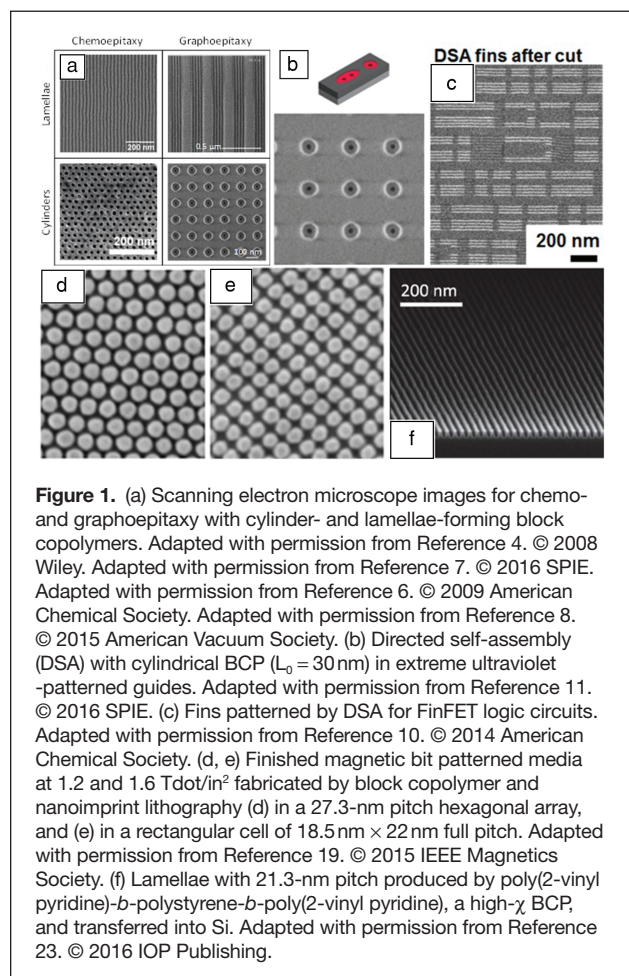 Chemoepitaxy Graphoepitaxy
a
b
DSA fins after cut
c
Lamellae
200 nm
0.5 µm
Cylinders
200 nm
100 nm
200 nm
d
e
200 nm
f
Figure 1. (a) Scanning electron microscope images for chemo-
and graphoepitaxy with cylinder- and lamellae-forming block
copolymers. Adapted with permission from Reference 4. © 2008
Wiley. Adapted with permission from Reference 7. © 2016 SPIE.
Adapted with permission from Reference 6. © 2009 American
Chemical Society. Adapted with permission from Reference 8.
© 2015 American Vacuum Society. (b) Directed self-assembly
(DSA) with cylindrical BCP (L₀ = 30 nm) in extreme ultraviolet
-patterned guides. Adapted with permission from Reference 11.
© 2016 SPIE. (c) Fins patterned by DSA for FinFET logic circuits.
Adapted with permission from Reference 10. © 2014 American
Chemical Society. (d, e) Finished magnetic bit patterned media
at 1.2 and 1.6 Tdot/in² fabricated by block copolymer and
nanoimprint lithography (d) in a 27.3-nm pitch hexagonal array,
and (e) in a rectangular cell of 18.5 nm × 22 nm full pitch. Adapted
with permission from Reference 19. © 2015 IEEE Magnetics
Society. (f) Lamellae with 21.3-nm pitch produced by poly(2-vinyl
pyridine)-b-polystyrene-b-poly(2-vinyl pyridine), a high-χ BCP,
and transferred into Si. Adapted with permission from Reference
23. © 2016 IOP Publishing.